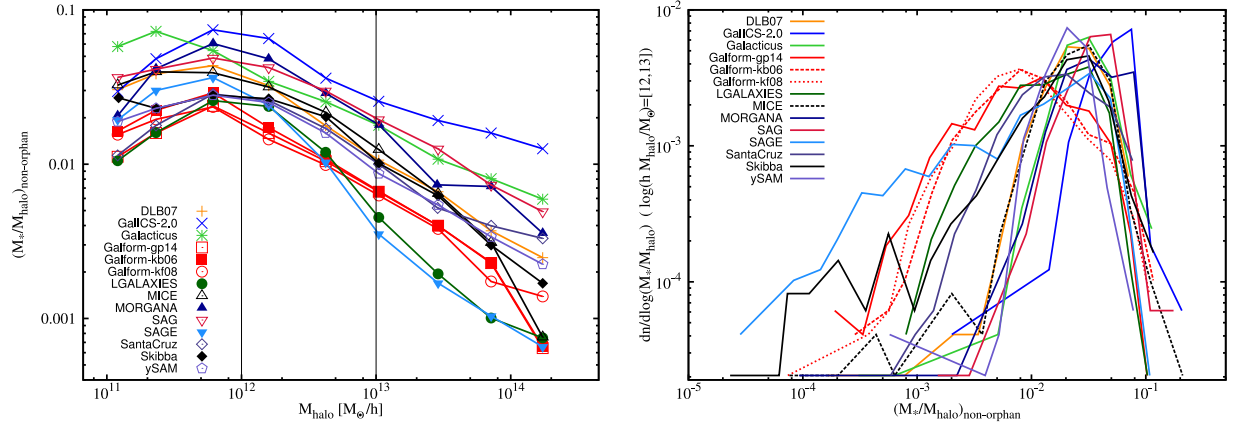 0.1
0.01
0.001
(M*/Mhalo)non-orphan
DLB07
GalICS-2.0
Galacticus
Galform-gp14
Galform-kb06
Galform-kf08
LGALAXIES
MICE
MORGANA
SAG
SAGE
SantaCruz
Skibba
ySAM
10^11 10^12 10^13 10^14
Mhalo [M⊙/h]
10^-2
10^-3
10^-4
dn/dlog(M*/Mhalo) ( log(h Mhalo/M⊙=[12,13])
DLB07
GalICS-2.0
Galacticus
Galform-gp14
Galform-kb06
Galform-kf08
LGALAXIES
MICE
MORGANA
SAG
SAGE
SantaCruz
Skibba
ySAM
10^-5 10^-4 10^-3 10^-2 10^-1
(M*/Mhalo)non-orphan